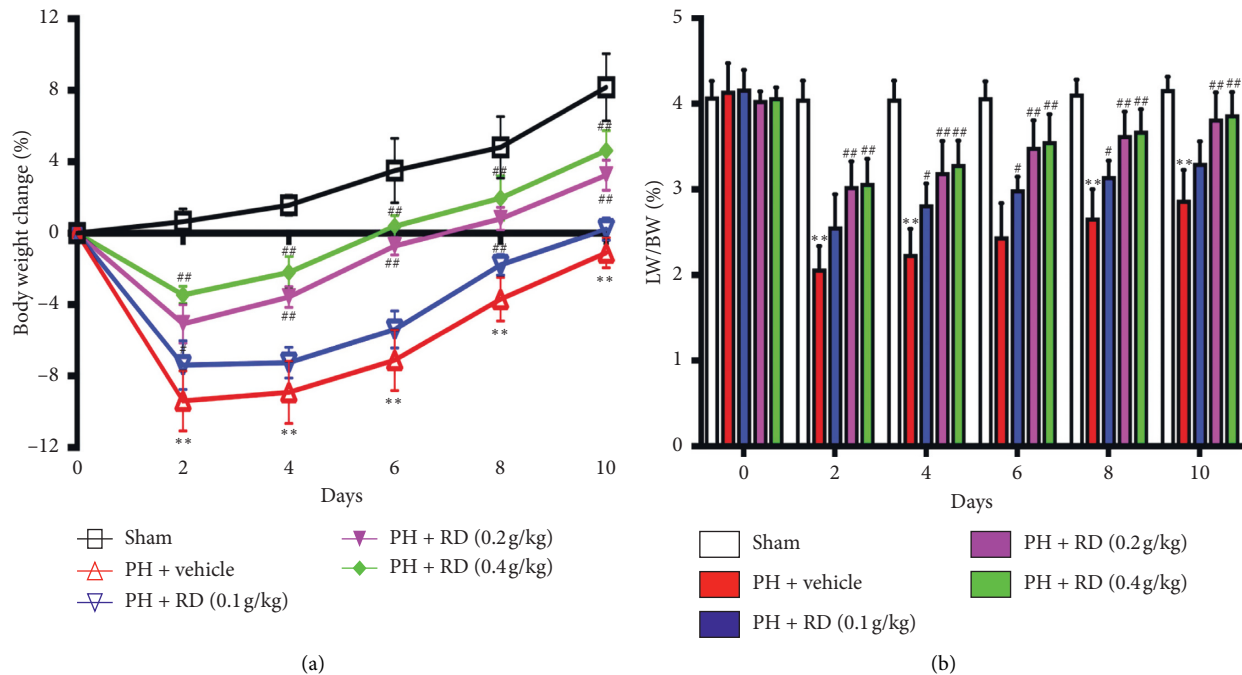 12
8
4
0
−4
−8
−12
Body weight change (%)
##
##
##
##
##
##
##
##
##
#
**
**
**
**
**
0 2 4 6 8 10
Days
Sham
PH + vehicle
PH + RD (0.1 g/kg)
PH + RD (0.2 g/kg)
PH + RD (0.4 g/kg)
(a)
5
4
3
2
1
0
LW/BW (%)
** ## ##
** # ## ##
# ## ##
** # ## ##
** ## ##
0 2 4 6 8 10
Days
Sham
PH + vehicle
PH + RD (0.1 g/kg)
PH + RD (0.2 g/kg)
PH + RD (0.4 g/kg)
(b)